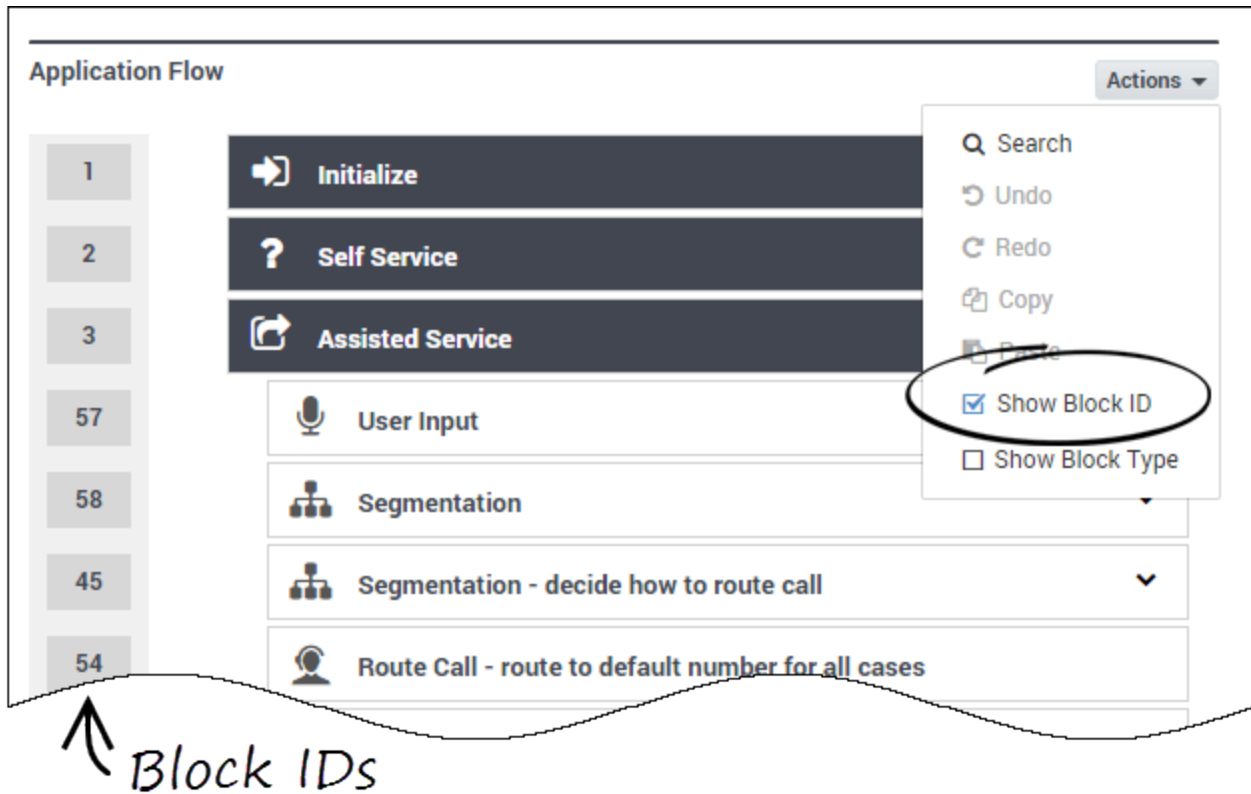 Application Flow
Actions
Search
Undo
Redo
Copy
Paste
Show Block ID
Show Block Type
1 Initialize
2 ? Self Service
3 Assisted Service
57 User Input
58 Segmentation
45 Segmentation - decide how to route call
54 Route Call - route to default number for all cases
Block IDs